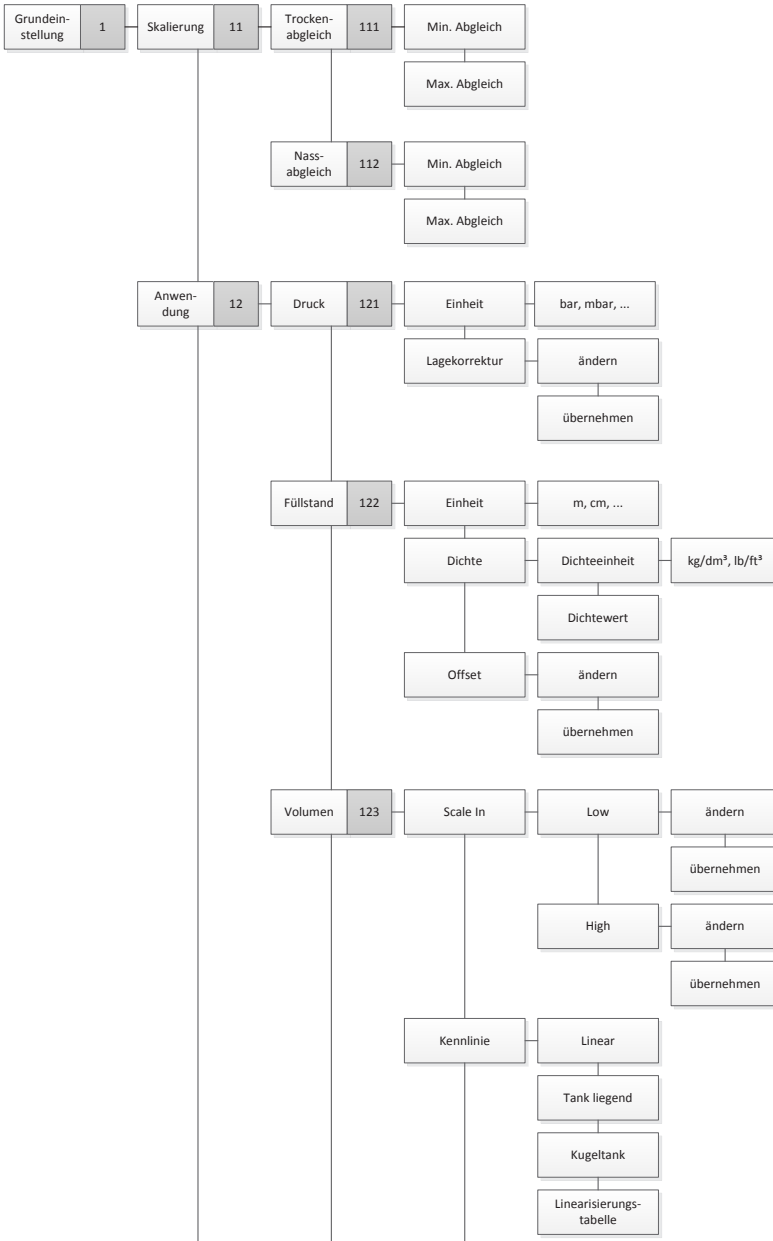 Grundein-
stellung
1
Skalierung
11
Trocken-
abgleich
111
Min. Abgleich
Max. Abgleich
Nass-
abgleich
112
Min. Abgleich
Max. Abgleich
Anwen-
dung
12
Druck
121
Einheit
bar, mbar, ...
Lagekorrektur
ändern
übernehmen
Füllstand
122
Einheit
m, cm, ...
Dichte
Dichteeinheit
kg/dm³, lb/ft³
Dichtewert
Offset
ändern
übernehmen
Volumen
123
Scale In
Low
ändern
übernehmen
High
ändern
übernehmen
Kennlinie
Linear
Tank liegend
Kugeltank
Linearisierungs-
tabelle